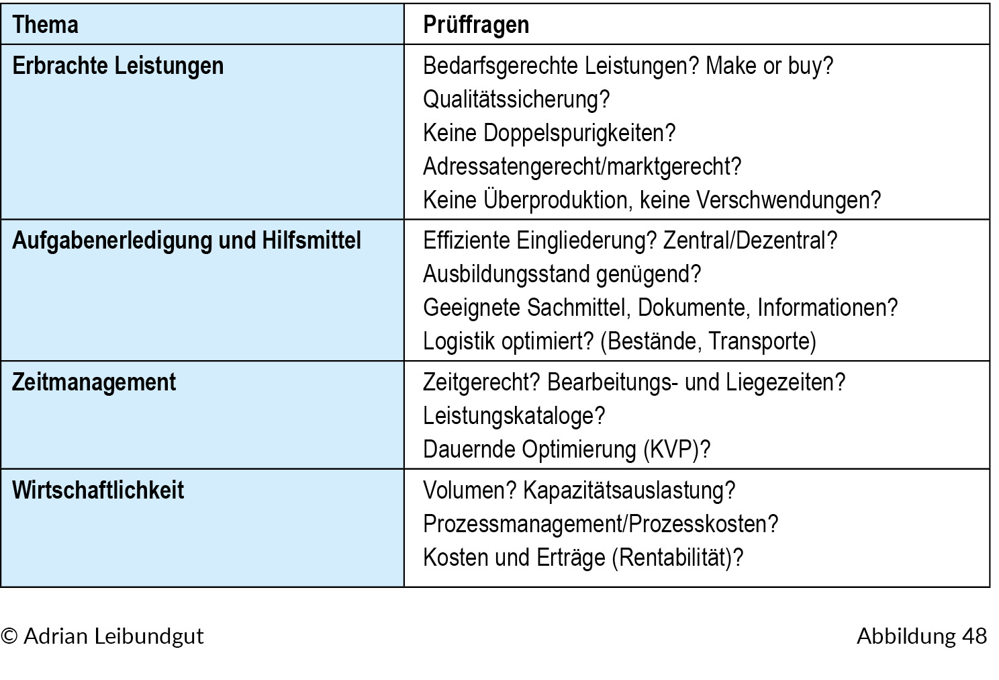 Thema Prüffragen
Erbrachte Leistungen Bedarfsgerechte Leistungen? Make or buy?
Qualitätssicherung?
Keine Doppelspurigkeiten?
Adressatengerecht/marktgerecht?
Keine Überproduktion, keine Verschwendungen?
Aufgabenerledigung und Hilfsmittel Effiziente Eingliederung? Zentral/Dezentral?
Ausbildungsstand genügend?
Geeignete Sachmittel, Dokumente, Informationen?
Logistik optimiert? (Bestände, Transporte)
Zeitmanagement Zeitgerecht? Bearbeitungs- und Liegezeiten?
Leistungskataloge?
Dauernde Optimierung (KVP)?
Wirtschaftlichkeit Volumen? Kapazitätsauslastung?
Prozessmanagement/Prozesskosten?
Kosten und Erträge (Rentabilität)?
© Adrian Leibundgut Abbildung 48